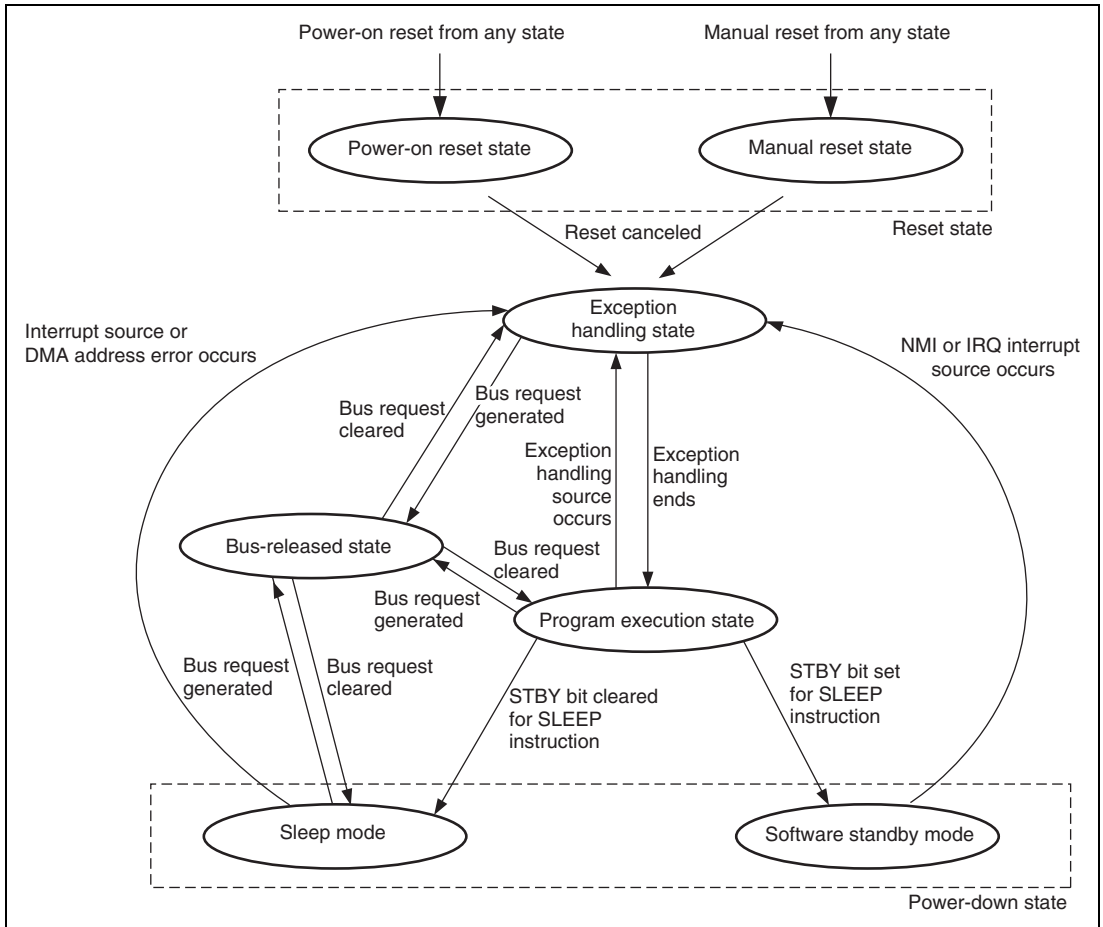 Power-on reset from any state
Manual reset from any state
Power-on reset state
Manual reset state
Reset state
Reset canceled
Exception
handling state
Interrupt source or
DMA address error occurs
NMI or IRQ interrupt
source occurs
Bus request
cleared
Bus request
generated
Exception
handling
source
occurs
Exception
handling
ends
Bus-released state
Bus request
cleared
Bus request
generated
Program execution state
Bus request
generated
Bus request
cleared
STBY bit cleared
for SLEEP
instruction
STBY bit set
for SLEEP
instruction
Sleep mode
Software standby mode
Power-down state